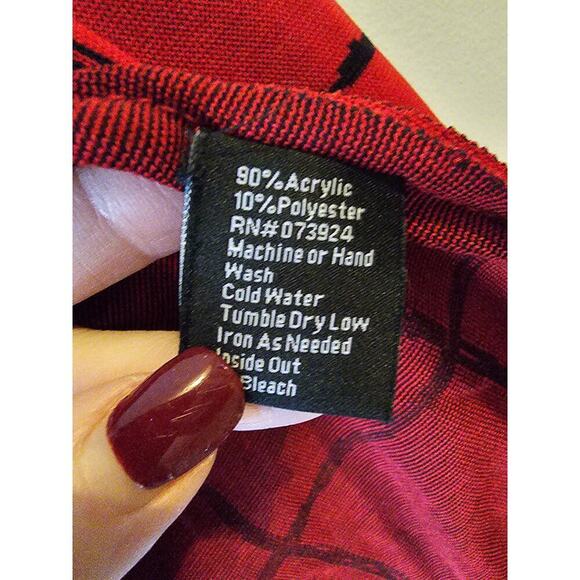 90%Acrylic
10%Polyester
RN#073924
Machine or Hand
Wash
Cold Water
Tumble Dry Low
Iron As Needed
Inside Out
Bleach